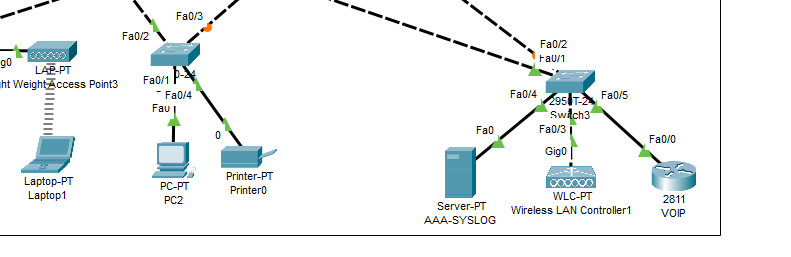 Fa0/3
Fa0/2
g0
LAP-PT
ht Weight Access Point3
0-24
Fa0/1
Fa0/4
Fa0
0
Laptop-PT
Laptop1
PC-PT
PC2
Printer-PT
Printer0
Fa0/2
Fa0/1
2950T-24
Switch3
Fa0/4
Fa0/5
Fa0
Fa0/3
Gig0
Fa0/0
Server-PT
AAA-SYSLOG
WLC-PT
Wireless LAN Controller1
2811
VOIP